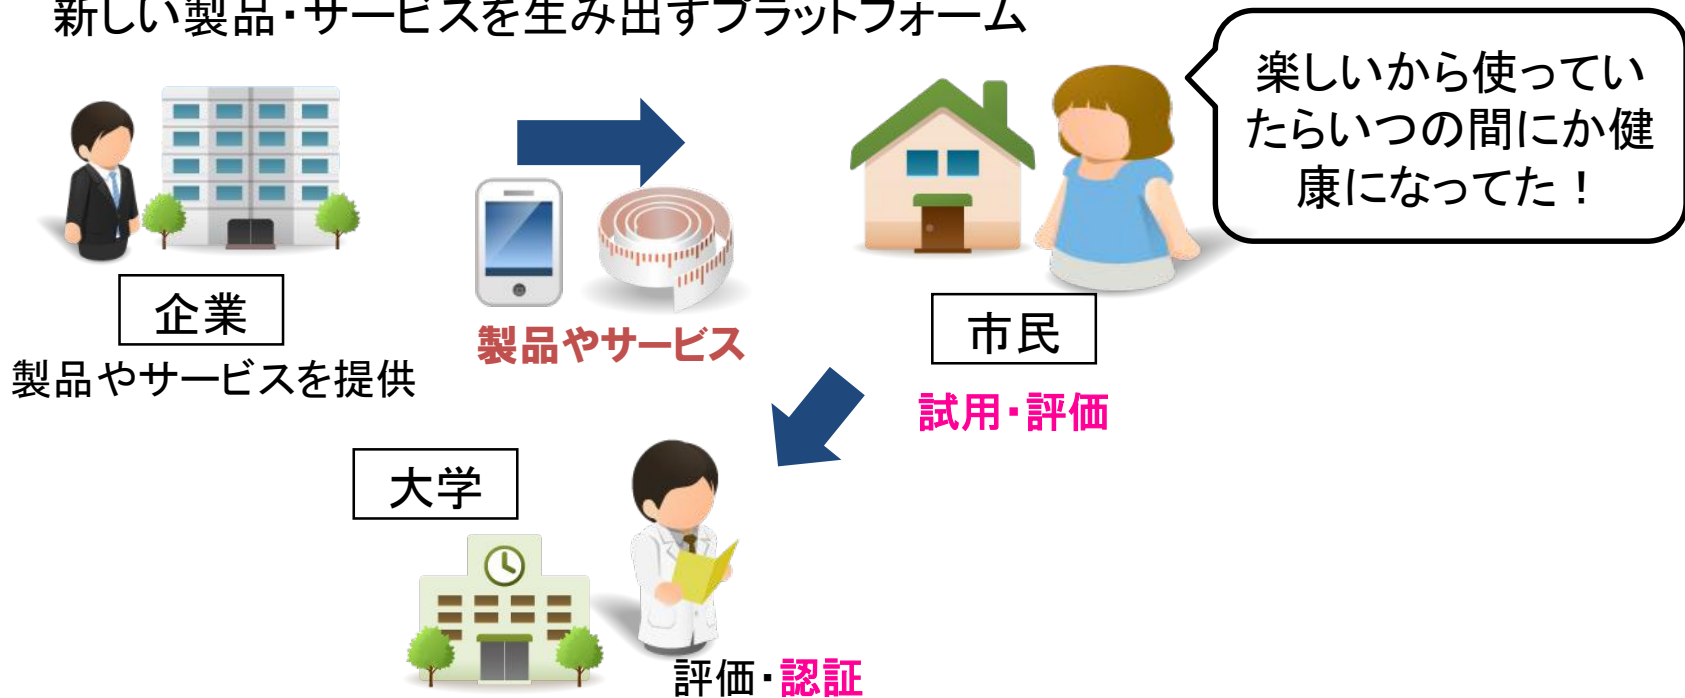 新しい製品・サービスを生み出すプラットフォーム
楽しいから使ってい
たらいつの間にか健
康になってた！
企業
製品やサービスを提供
製品やサービス
市民
試用・評価
大学
評価・認証